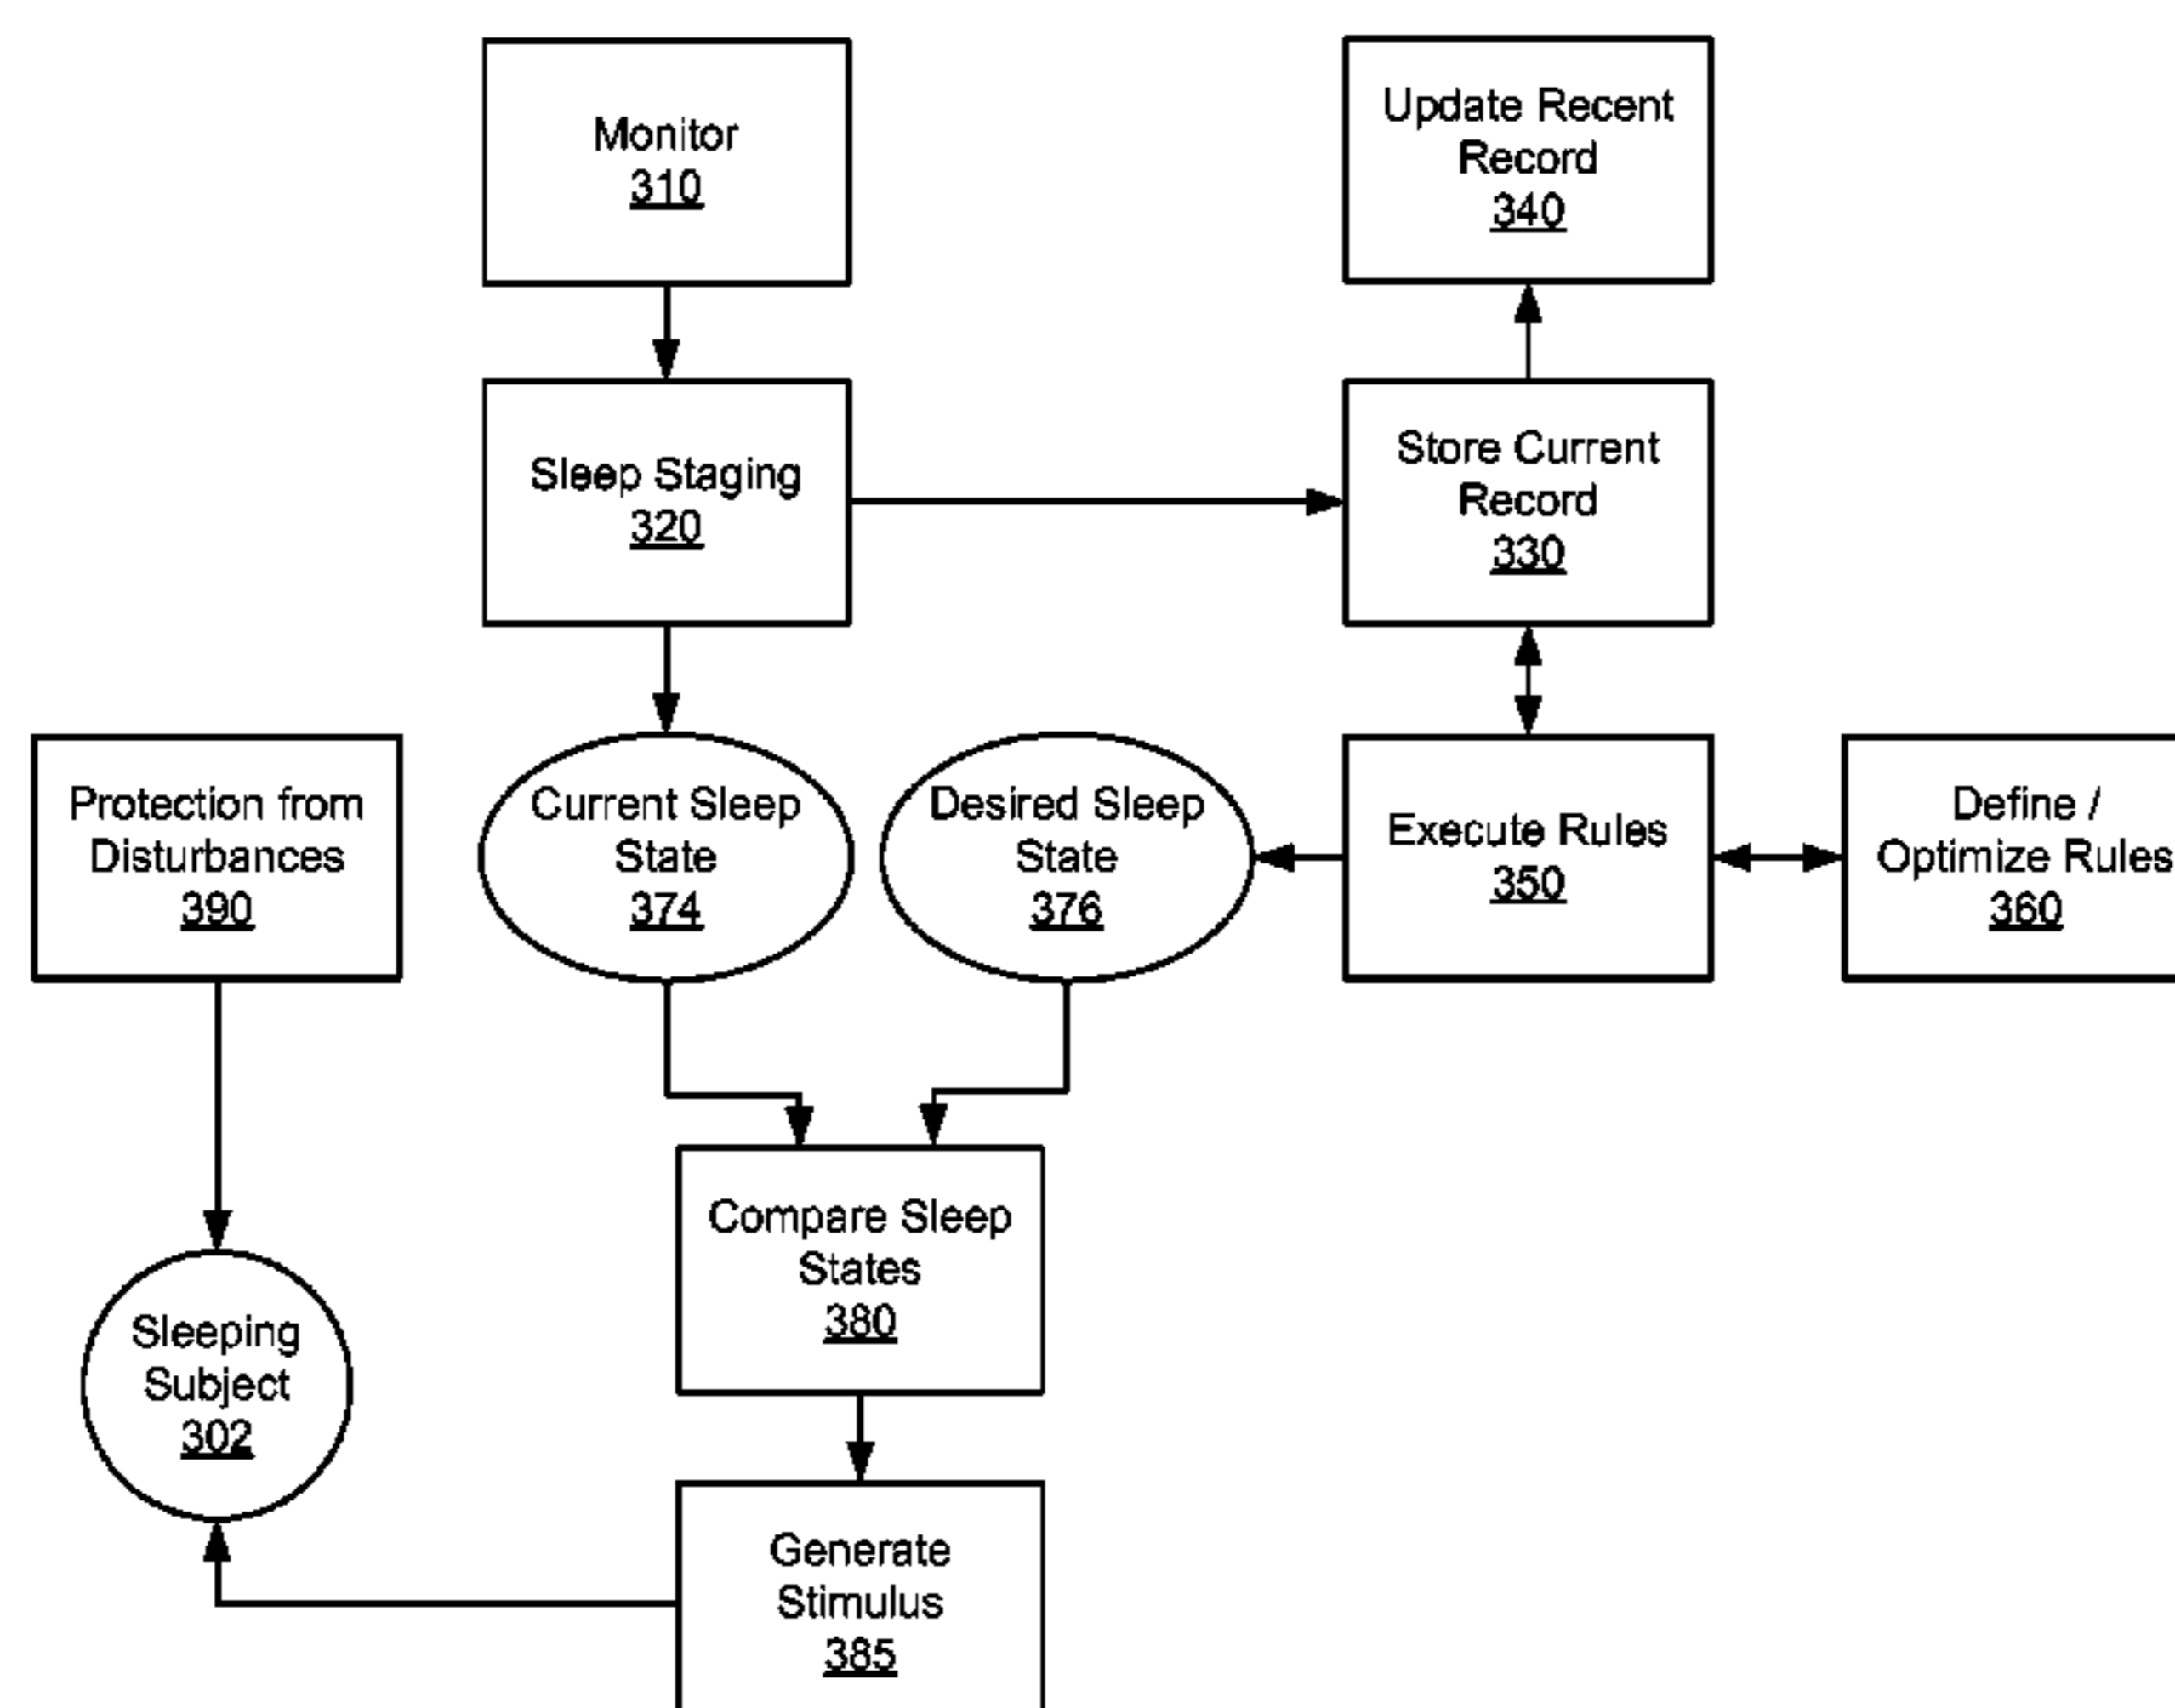 Monitor
310
Update Recent
Record
340
Sleep Staging
320
Store Current
Record
330
Protection from
Disturbances
390
Current Sleep
State
374
Desired Sleep
State
376
Execute Rules
350
Define /
Optimize Rules
360
Compare Sleep
States
380
Sleeping
Subject
302
Generate
Stimulus
385